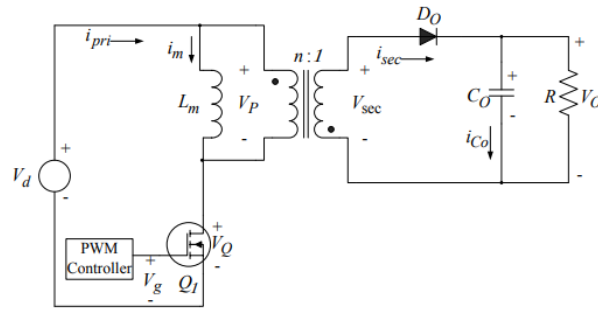 D_O
i_pri
i_m
n : 1
i_sec
+
+
+
+
L_m
V_P
V_sec
C_O
R
V_O
-
-
-
-
i_Co
+
V_d
-
+
V_Q
-
PWM
Controller
+
V_g
-
Q_1